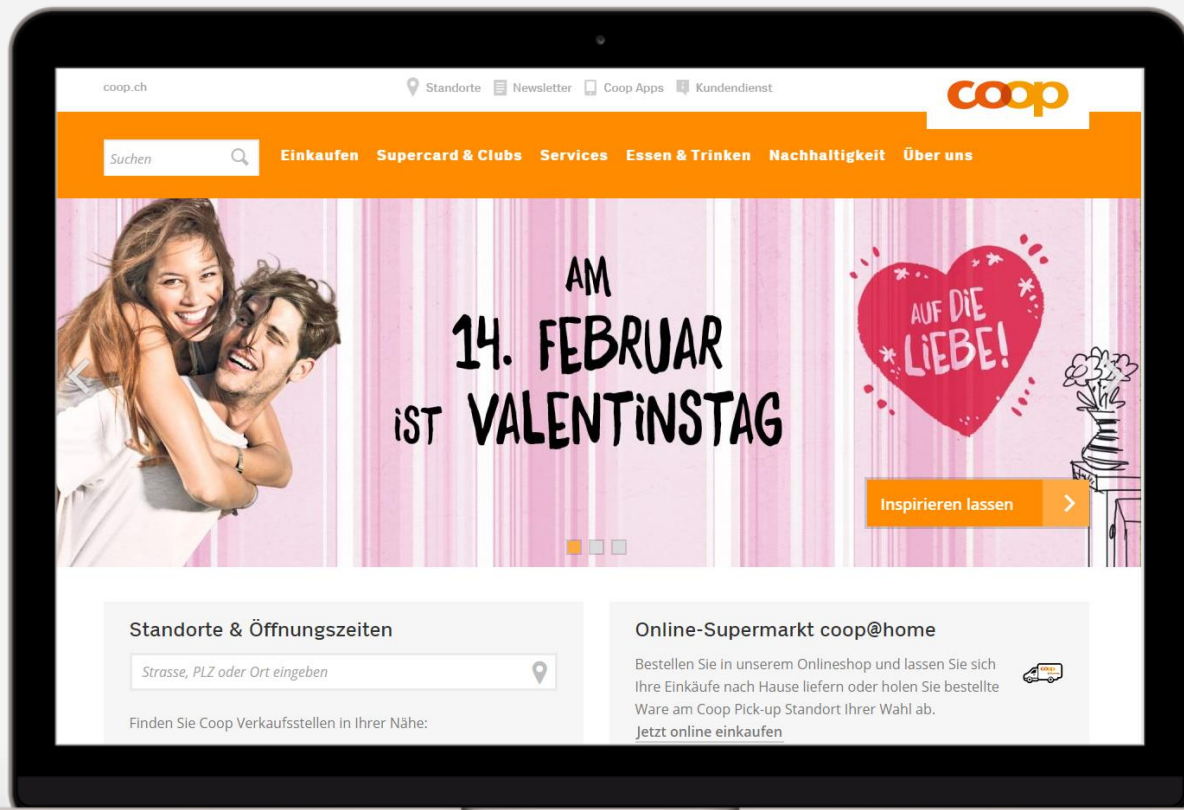 coop.ch
Standorte Newsletter Coop Apps Kundendienst
coop
Suchen
Einkaufen Supercard & Clubs Services Essen & Trinken Nachhaltigkeit Über uns
AM
14. FEBRUAR
iST VALENTiNSTAG
AUF DiE
LiEBE!
Inspirieren lassen
Standorte & Öffnungszeiten
Strasse, PLZ oder Ort eingeben
Finden Sie Coop Verkaufsstellen in Ihrer Nähe:
Online-Supermarkt coop@home
Bestellen Sie in unserem Onlineshop und lassen Sie sich
Ihre Einkäufe nach Hause liefern oder holen Sie bestellte
Ware am Coop Pick-up Standort Ihrer Wahl ab.
Jetzt online einkaufen
coop